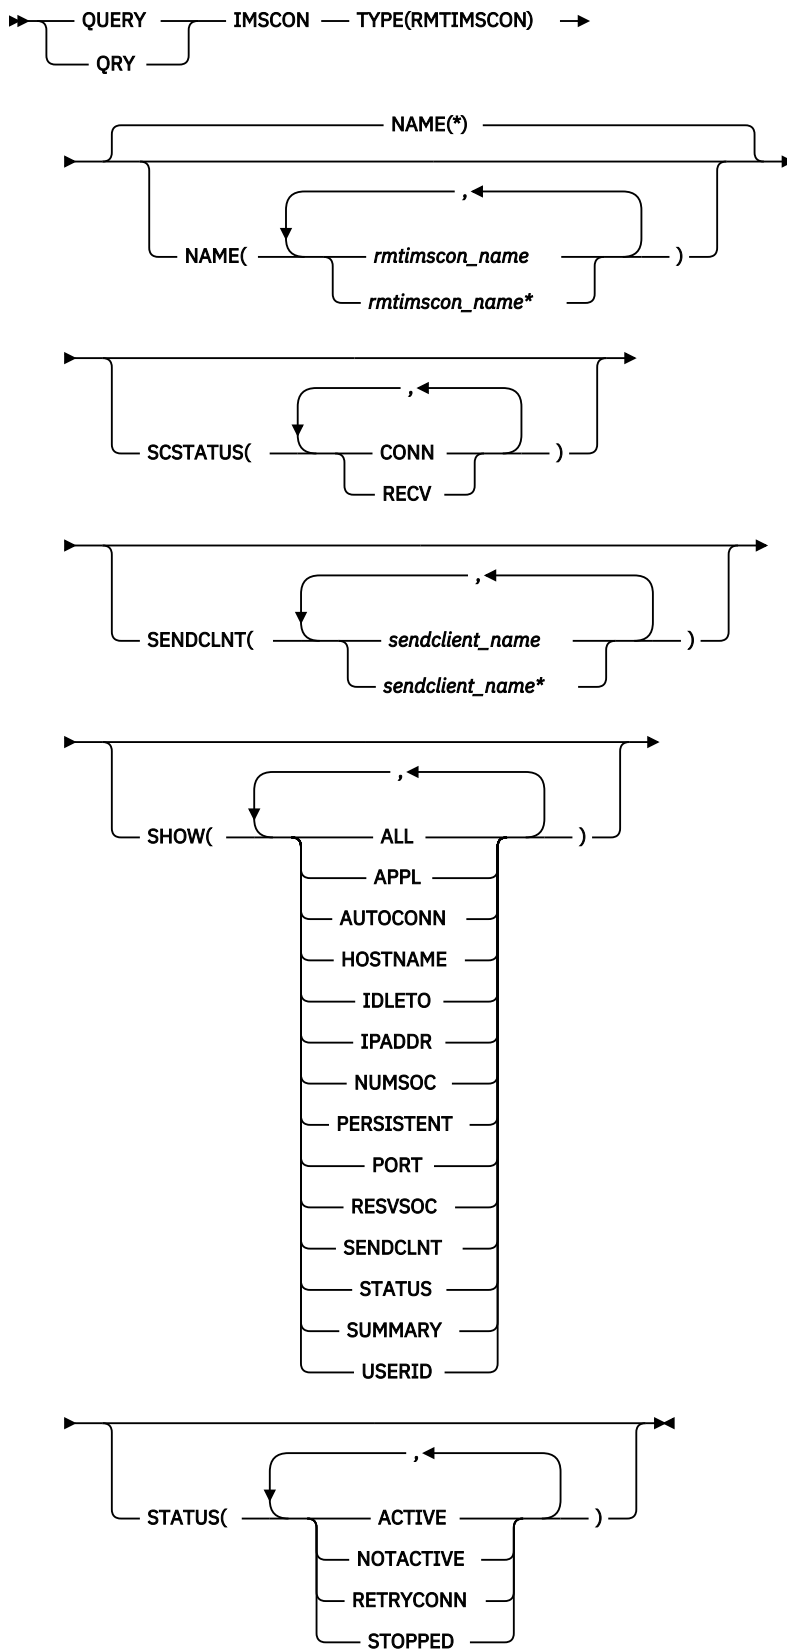 QUERY IMSCON TYPE(RMTIMSCON)
QRY
NAME(*)
,
NAME( rmtimscon_name )
rmtimscon_name*
,
SCSTATUS( CONN )
RECV
,
SENDCLNT( sendclient_name )
sendclient_name*
,
SHOW( ALL )
APPL
AUTOCONN
HOSTNAME
IDLETO
IPADDR
NUMSOC
PERSISTENT
PORT
RESVSOC
SENDCLNT
STATUS
SUMMARY
USERID
,
STATUS( ACTIVE )
NOTACTIVE
RETRYCONN
STOPPED